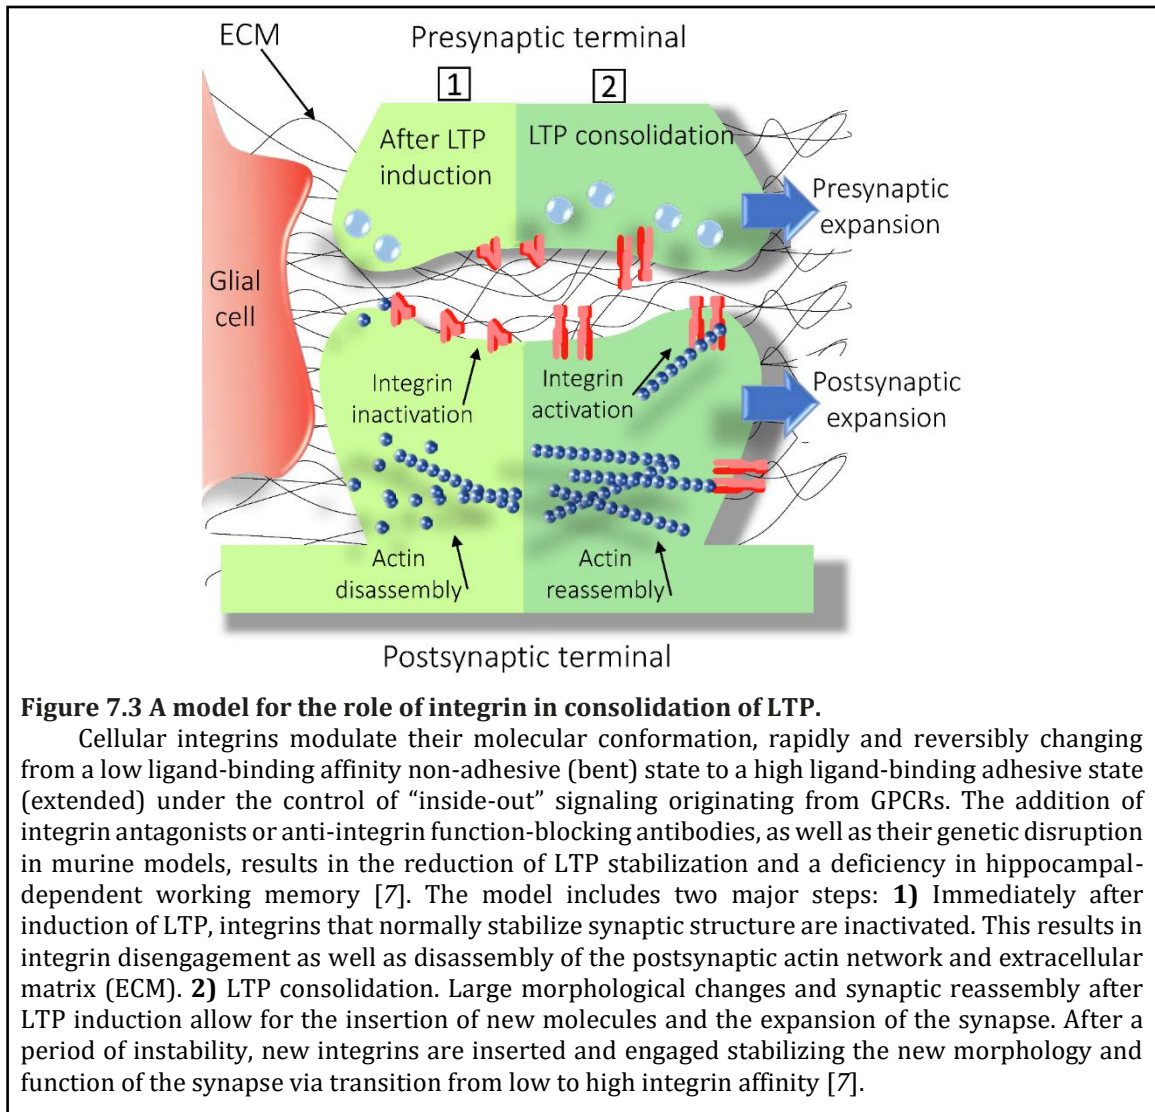 ECM
Presynaptic terminal
1
2
After LTP
induction
LTP consolidation
Presynaptic
expansion
Glial
cell
Integrin
inactivation
Integrin
activation
Postsynaptic
expansion
Actin
disassembly
Actin
reassembly
Postsynaptic terminal
Figure 7.3 A model for the role of integrin in consolidation of LTP.
Cellular integrins modulate their molecular conformation, rapidly and reversibly changing
from a low ligand-binding affinity non-adhesive (bent) state to a high ligand-binding adhesive state
(extended) under the control of “inside-out” signaling originating from GPCRs. The addition of
integrin antagonists or anti-integrin function-blocking antibodies, as well as their genetic disruption
in murine models, results in the reduction of LTP stabilization and a deficiency in hippocampal-
dependent working memory [7]. The model includes two major steps: 1) Immediately after
induction of LTP, integrins that normally stabilize synaptic structure are inactivated. This results in
integrin disengagement as well as disassembly of the postsynaptic actin network and extracellular
matrix (ECM). 2) LTP consolidation. Large morphological changes and synaptic reassembly after
LTP induction allow for the insertion of new molecules and the expansion of the synapse. After a
period of instability, new integrins are inserted and engaged stabilizing the new morphology and
function of the synapse via transition from low to high integrin affinity [7].